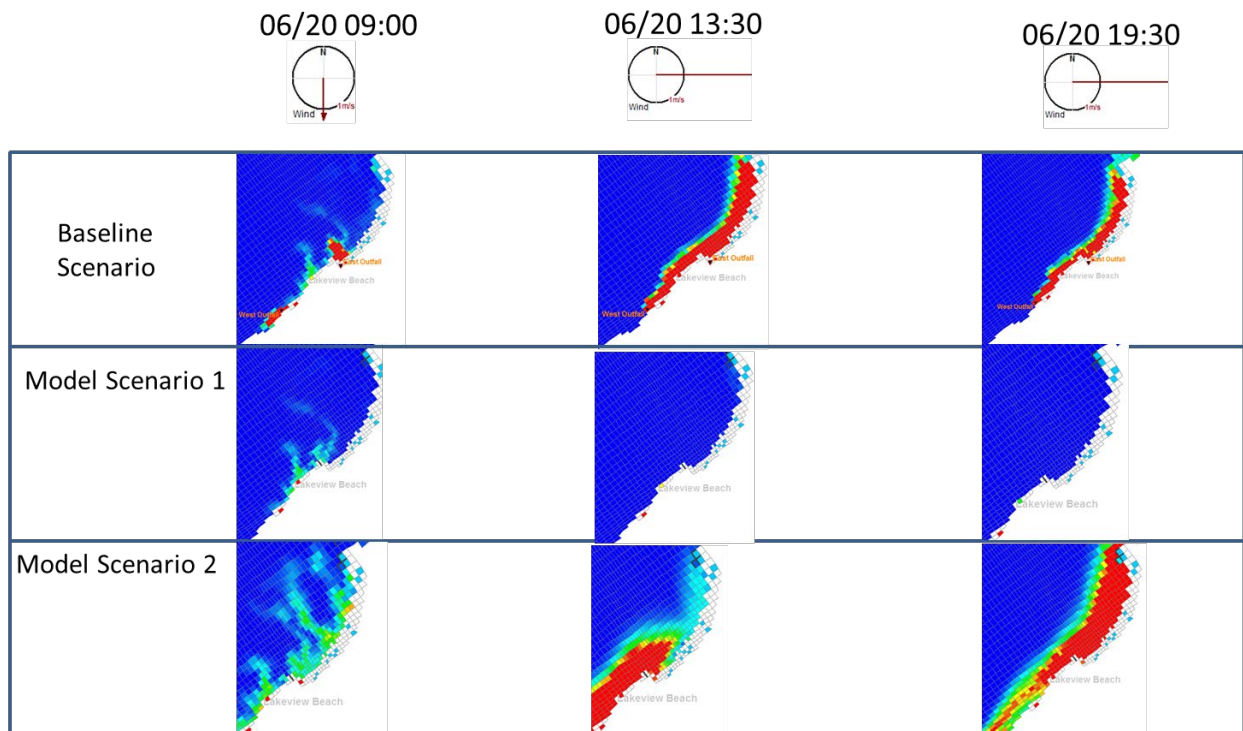 06/20 09:00
06/20 13:30
06/20 19:30
N
1m/s
Wind
N
1m/s
Wind
N
1m/s
Wind
Baseline
Scenario
East Outfall
Lakeview Beach
West Outfall
East Outfall
Lakeview Beach
West Outfall
East Outfall
Lakeview Beach
West Outfall
Model Scenario 1
Lakeview Beach
Lakeview Beach
Lakeview Beach
Model Scenario 2
Lakeview Beach
Lakeview Beach
Lakeview Beach